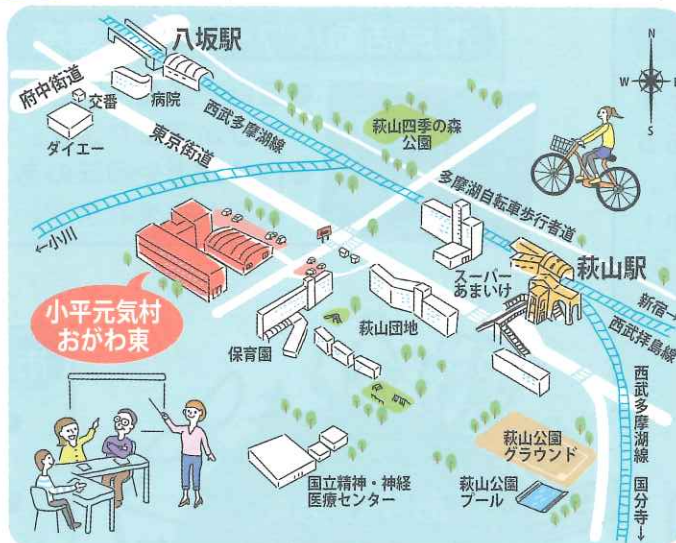 八坂駅
府中街道
交番
病院
ダイエー
東京街道
西武多摩湖線
萩山四季の森
公園
N
W
E
S
多摩湖自転車歩行者道
←小川
小平元気村
おがわ東
保育園
萩山団地
スーパー
あまいけ
萩山駅
新宿→
西武拝島線
西武多摩湖線
国分寺→
国立精神・神経
医療センター
萩山公園
グラウンド
萩山公園
プール